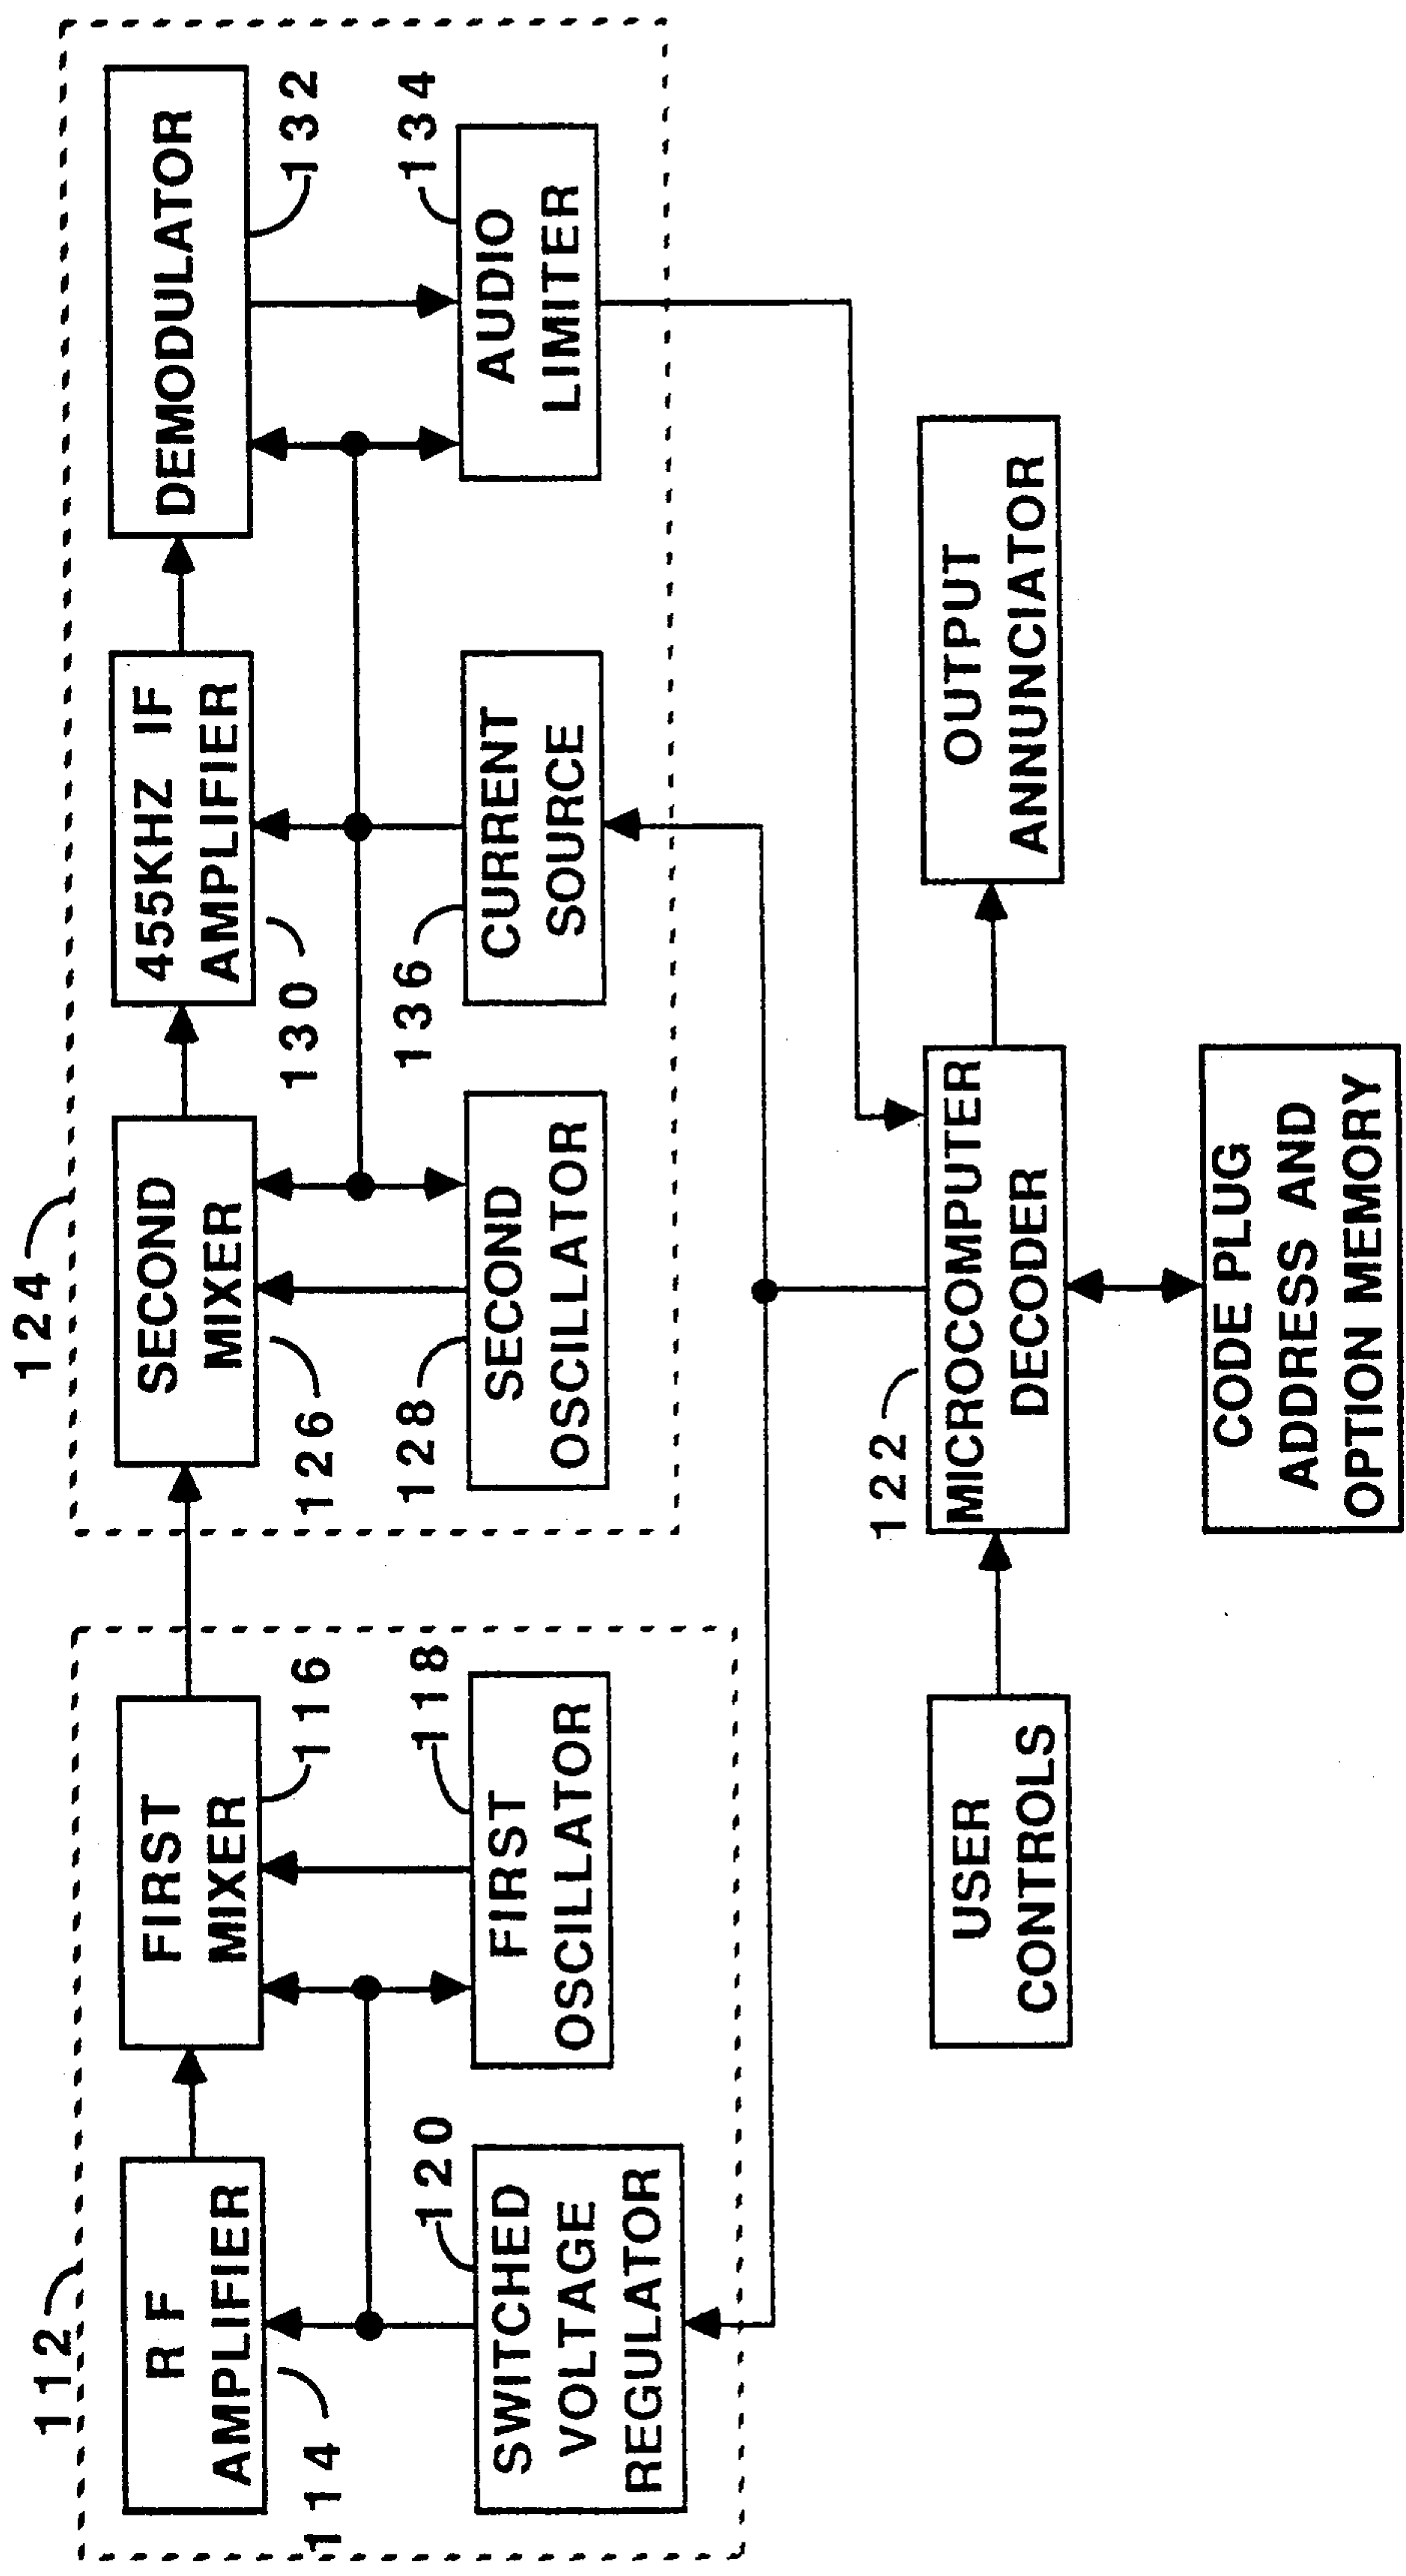 112
124
R F
AMPLIFIER
FIRST
MIXER
SECOND
MIXER
455KHZ IF
AMPLIFIER
DEMODULATOR
114
116
126
130
132
120
118
128
136
134
SWITCHED
VOLTAGE
REGULATOR
FIRST
OSCILLATOR
SECOND
OSCILLATOR
CURRENT
SOURCE
AUDIO
LIMITER
122
USER
CONTROLS
MICROCOMPUTER
DECODER
OUTPUT
ANNUNCIATOR
CODE PLUG
ADDRESS AND
OPTION MEMORY